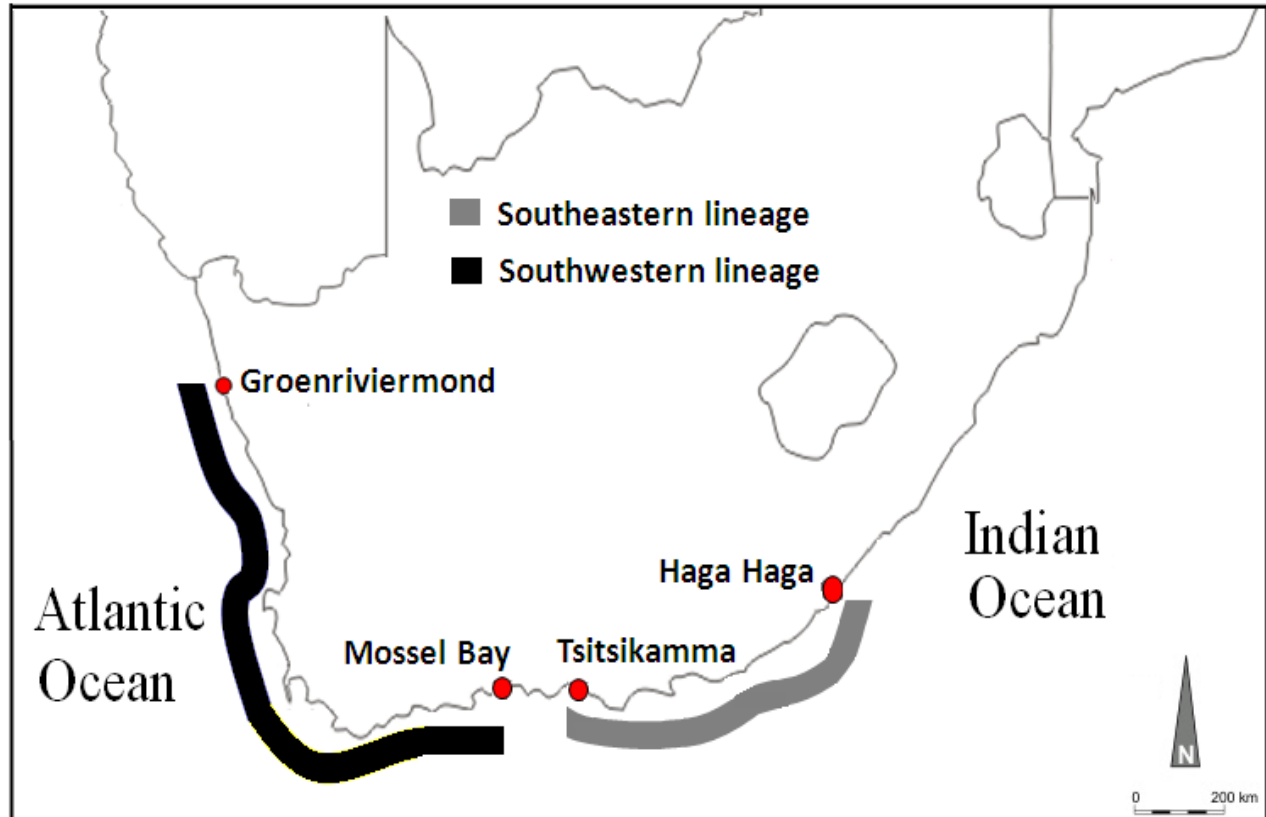 Southeastern lineage
Southwestern lineage
Groenriviermond
Indian
Ocean
Haga Haga
Atlantic
Ocean
Mossel Bay
Tsitsikamma
N
0 200 km